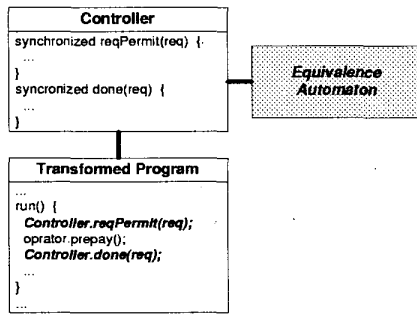 Controller
synchronized reqPermit(req) {
...
}
syncronized done(req) {
...
}
Equivalence
Automaton
Transformed Program
...
run() {
Controller.reqPermit(req);
oprator.prepay();
Controller.done(req);
...
}
...